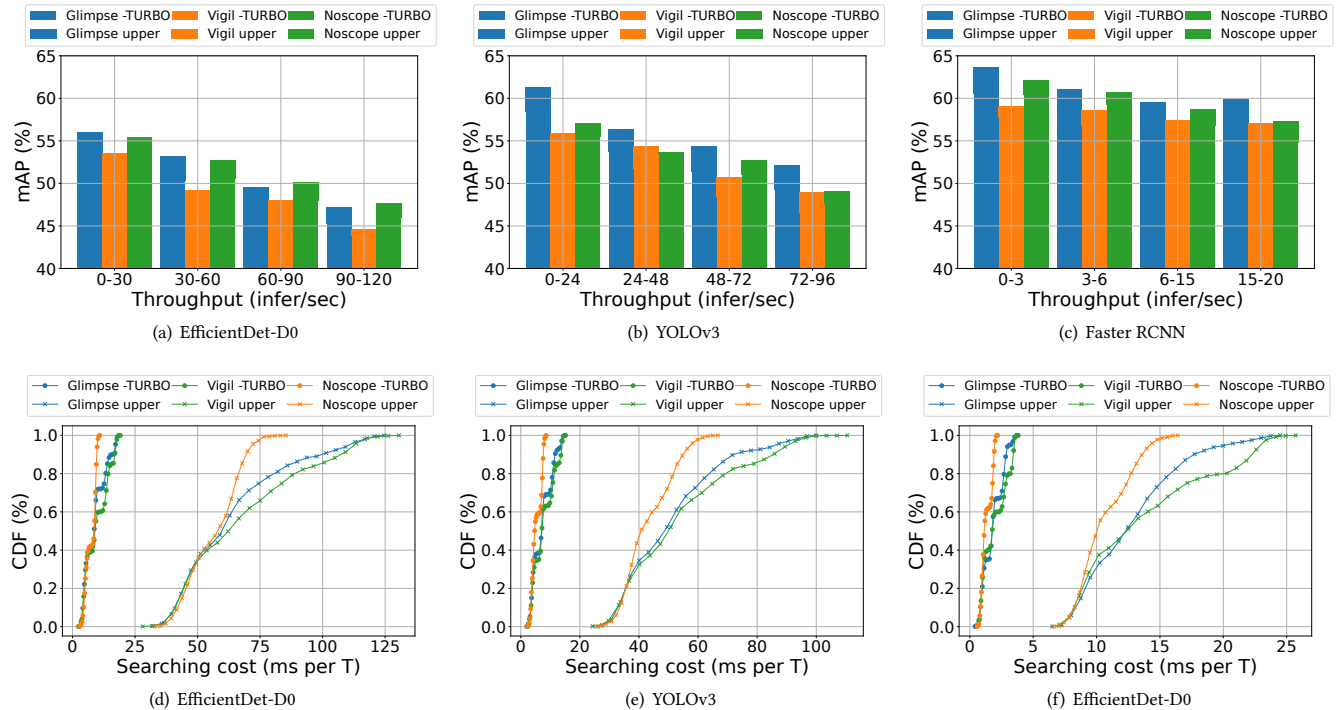 Glimpse -TURBO Vigil -TURBO Noscope -TURBO
Glimpse upper Vigil upper Noscope upper
65
60
55
50
45
40
mAP (%)
0-30 30-60 60-90 90-120
Throughput (infer/sec)
(a) EfficientDet-D0
Glimpse -TURBO Vigil -TURBO Noscope -TURBO
Glimpse upper Vigil upper Noscope upper
65
60
55
50
45
40
mAP (%)
0-24 24-48 48-72 72-96
Throughput (infer/sec)
(b) YOLOv3
Glimpse -TURBO Vigil -TURBO Noscope -TURBO
Glimpse upper Vigil upper Noscope upper
65
60
55
50
45
40
mAP (%)
0-3 3-6 6-15 15-20
Throughput (infer/sec)
(c) Faster RCNN
Glimpse -TURBO Vigil -TURBO Noscope -TURBO
Glimpse upper Vigil upper Noscope upper
1.0
0.8
0.6
0.4
0.2
0.0
CDF (%)
0 25 50 75 100 125
Searching cost (ms per T)
(d) EfficientDet-D0
Glimpse -TURBO Vigil -TURBO Noscope -TURBO
Glimpse upper Vigil upper Noscope upper
1.0
0.8
0.6
0.4
0.2
0.0
CDF (%)
0 20 40 60 80 100
Searching cost (ms per T)
(e) YOLOv3
Glimpse -TURBO Vigil -TURBO Noscope -TURBO
Glimpse upper Vigil upper Noscope upper
1.0
0.8
0.6
0.4
0.2
0.0
CDF (%)
0 5 10 15 20 25
Searching cost (ms per T)
(f) EfficientDet-D0